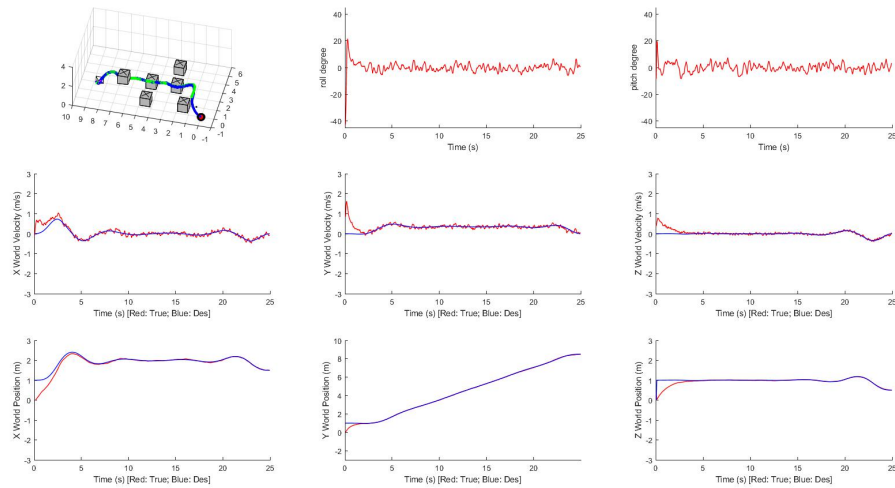 4
2
0
10 9 8 7 6 5 4 3 2 1 0 -1
6
5
4
3
2
1
0
-1
roll degree
40
20
0
-20
-40
0 5 10 15 20 25
Time (s)
pitch degree
40
20
0
-20
-40
0 5 10 15 20 25
Time (s)
X World Velocity (m/s)
3
2
1
0
-1
-2
-3
0 5 10 15 20 25
Time (s) [Red: True; Blue: Des]
Y World Velocity (m/s)
3
2
1
0
-1
-2
-3
0 5 10 15 20 25
Time (s) [Red: True; Blue: Des]
Z World Velocity (m/s)
3
2
1
0
-1
-2
-3
0 5 10 15 20 25
Time (s) [Red: True; Blue: Des]
X World Position (m)
3
2
1
0
-1
-2
-3
0 5 10 15 20 25
Time (s) [Red: True; Blue: Des]
Y World Position (m)
10
8
6
4
2
0
-2
0 5 10 15 20 25
Time (s) [Red: True; Blue: Des]
Z World Position (m)
3
2
1
0
-1
-2
-3
0 5 10 15 20 25
Time (s) [Red: True; Blue: Des]